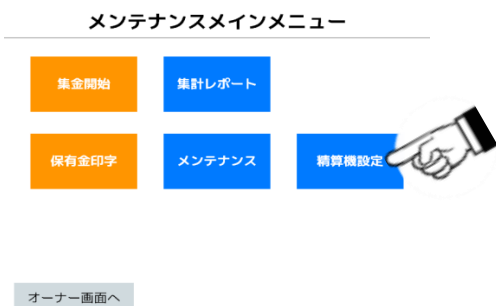 メンテナンスメインメニュー
集金開始
集計レポート
保有金印字
メンテナンス
精算機設定
オーナー画面へ